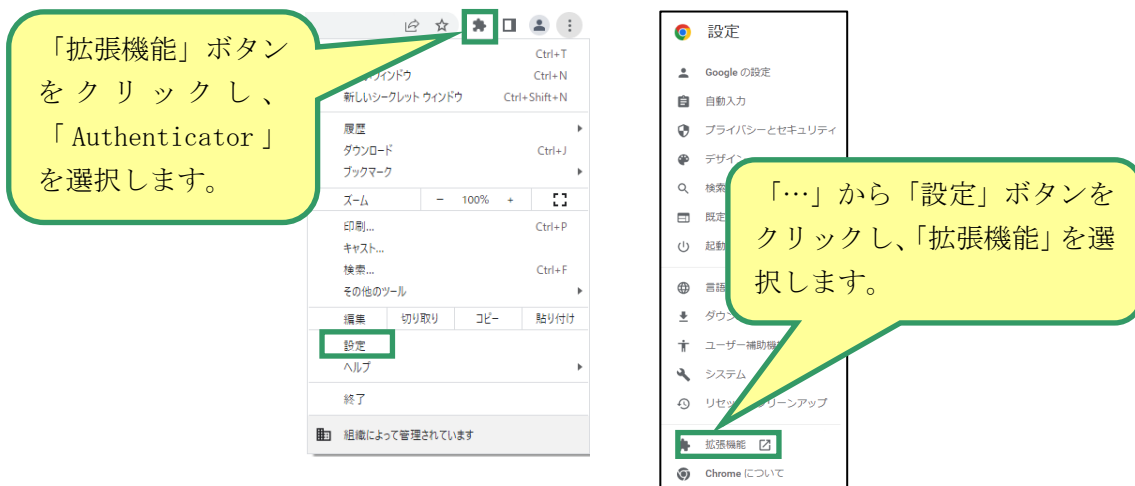 「拡張機能」ボタン
をクリックし、
「Authenticator」
を選択します。
Ctrl+T
ウィンドウ Ctrl+N
新しいシークレット ウィンドウ Ctrl+Shift+N
履歴
ダウンロード Ctrl+J
ブックマーク
ズーム － 100% +
印刷... Ctrl+P
キャスト...
検索... Ctrl+F
その他のツール
編集 切り取り コピー 貼り付け
設定
ヘルプ
終了
組織によって管理されています
設定
Google の設定
自動入力
プライバシーとセキュリティ
デザイン
検索
既定
起動
言語
ダウン
ユーザー補助機
システム
リセッ クリーンアップ
拡張機能
Chrome について
「…」から「設定」ボタンを
クリックし、「拡張機能」を選
択します。